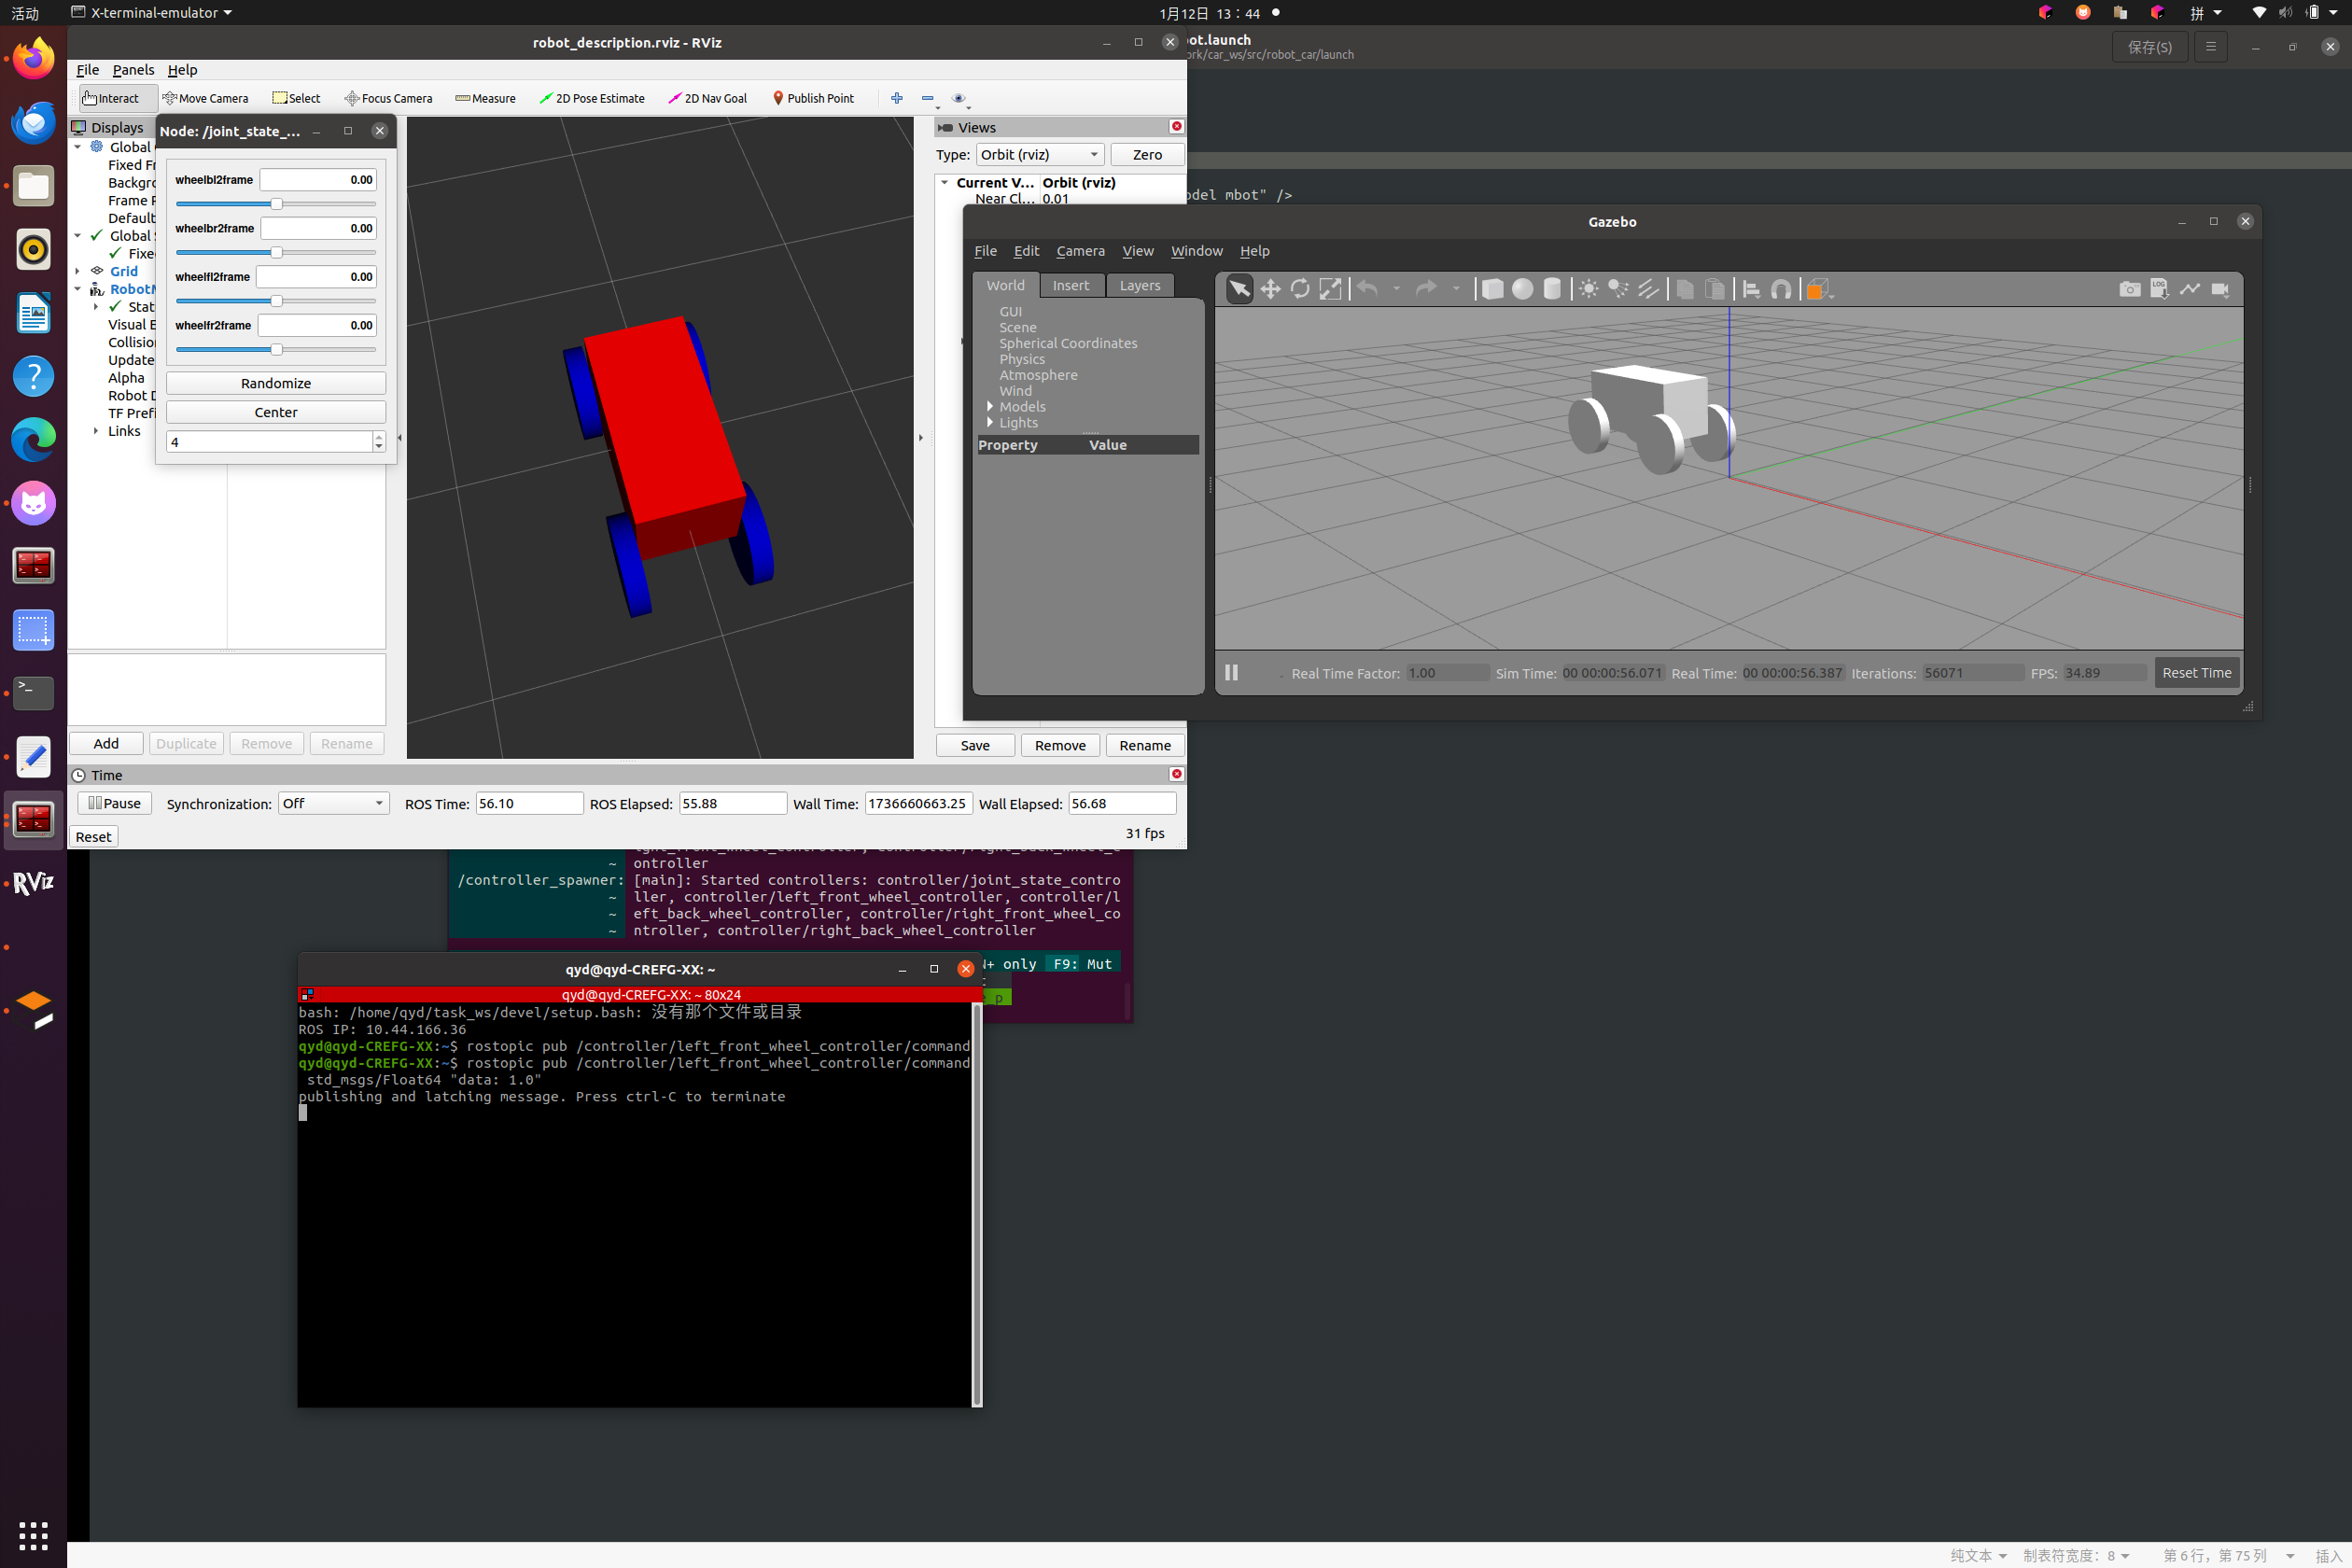 活动
X-terminal-emulator
1月12日 13：44
拼
robot_description.rviz - RViz
File Panels Help
Interact Move Camera Select Focus Camera Measure 2D Pose Estimate 2D Nav Goal Publish Point
Displays
Global
Fixed
Frame
Default
Global
Fixe
Grid
Stat
Visual
Update
Alpha
Robot
TF Prefi
Links
Node: /joint_state_...
wheelbl2frame 0.00
wheelbr2frame 0.00
wheelfl2frame 0.00
wheelfr2frame 0.00
Randomize
Center
4
Add Duplicate Remove Rename
Views
Type: Orbit (rviz) Zero
Current V... Orbit (rviz)
Near Cl... 0.01
Save Remove Rename
Time
Pause Synchronization: Off ROS Time: 56.10 ROS Elapsed: 55.88 Wall Time: 1736660663.25 Wall Elapsed: 56.68
Reset
31 fps
ot.launch
ork/car_ws/src/robot_car/launch
保存(S)
odel mbot" />
Gazebo
File Edit Camera View Window Help
World Insert Layers
GUI
Scene
Spherical Coordinates
Physics
Atmosphere
Wind
Models
Lights
Property Value
Real Time Factor: 1.00 Sim Time: 00 00:00:56.071 Real Time: 00 00:00:56.387 Iterations: 56071 FPS: 34.89 Reset Time
~ ontroller
/controller_spawner: [main]: Started controllers: controller/joint_state_contro
~ ller, controller/left_front_wheel_controller, controller/l
~ eft_back_wheel_controller, controller/right_front_wheel_co
~ ntroller, controller/right_back_wheel_controller
N+ only F9: Mut
p
qyd@qyd-CREFG-XX: ~
qyd@qyd-CREFG-XX: ~ 80x24
bash: /home/qyd/task_ws/devel/setup.bash: 没有那个文件或目录
ROS IP: 10.44.166.36
qyd@qyd-CREFG-XX:~$ rostopic pub /controller/left_front_wheel_controller/command
qyd@qyd-CREFG-XX:~$ rostopic pub /controller/left_front_wheel_controller/command
std_msgs/Float64 "data: 1.0"
publishing and latching message. Press ctrl-C to terminate
RViz
纯文本 制表符宽度：8 第 6 行，第 75 列 插入